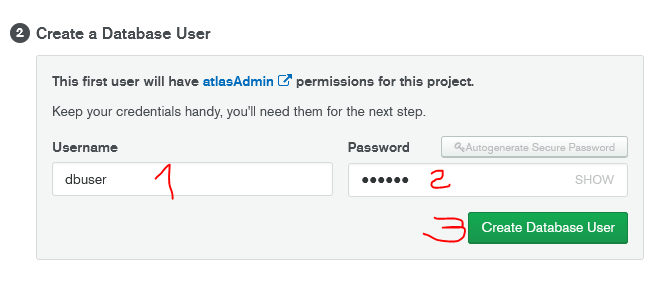 2 Create a Database User
This first user will have atlasAdmin permissions for this project.
Keep your credentials handy, you'll need them for the next step.
Username
Password
Autogenerate Secure Password
dbuser 1
•••••• 2 SHOW
3 Create Database User